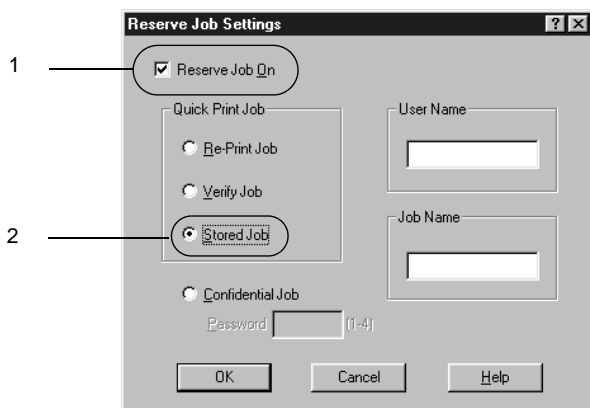 Reserve Job Settings
1
Reserve Job On
Quick Print Job
User Name
Re-Print Job
Verify Job
Job Name
2
Stored Job
Confidential Job
Password (1-4)
OK Cancel Help